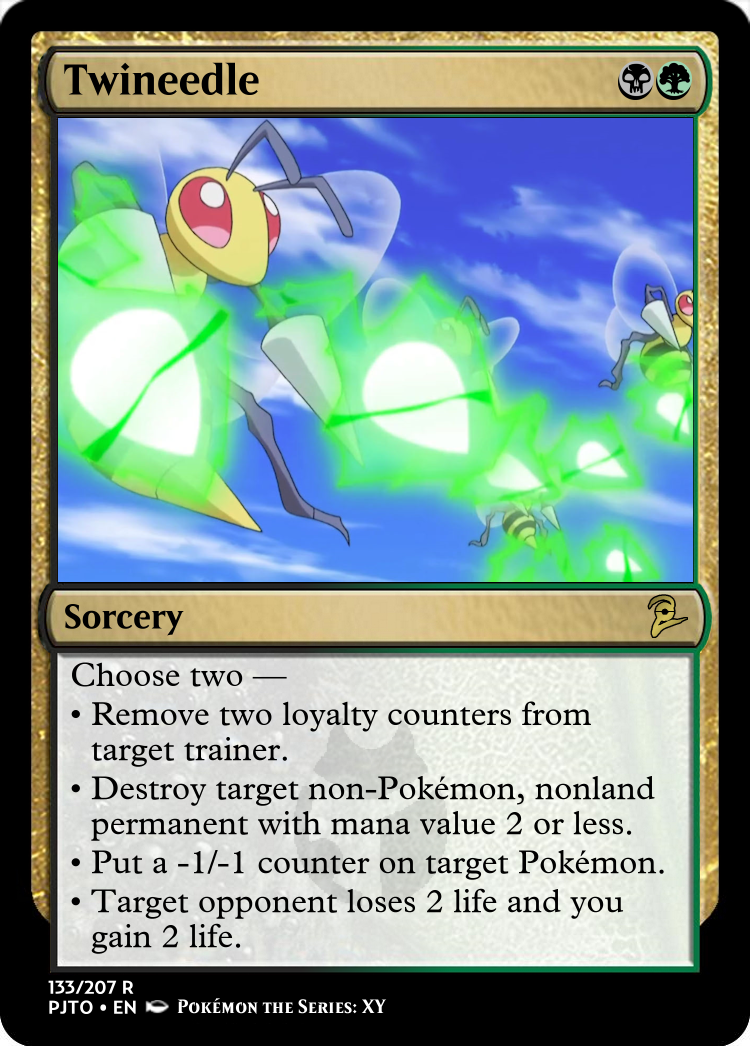 Twineedle
Sorcery
Choose two —
• Remove two loyalty counters from
target trainer.
• Destroy target non-Pokémon, nonland
permanent with mana value 2 or less.
• Put a -1/-1 counter on target Pokémon.
• Target opponent loses 2 life and you
gain 2 life.
133/207 R
PJTO • EN Pokémon the Series: XY